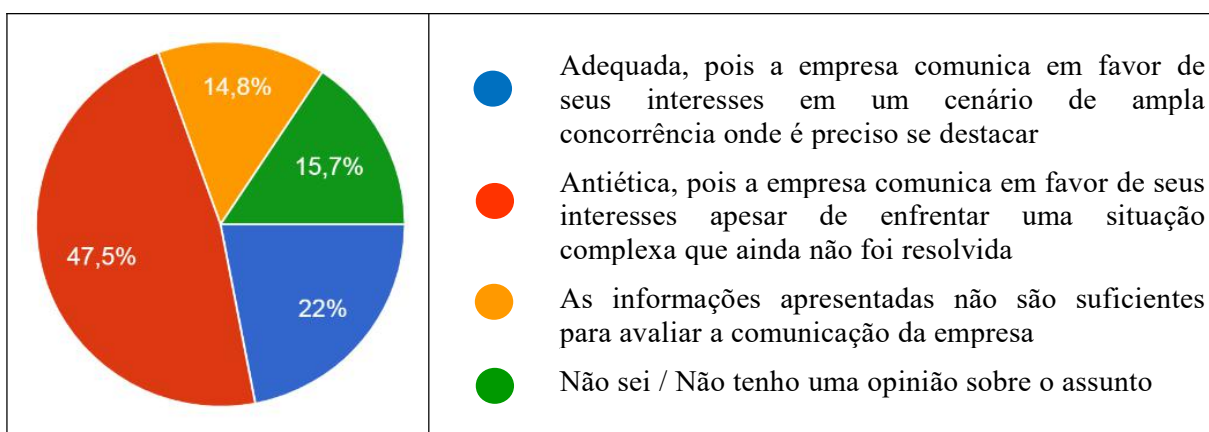 14,8%
15,7%
47,5%
22%
Adequada, pois a empresa comunica em favor de
seus interesses em um cenário de ampla
concorrência onde é preciso se destacar
Antiética, pois a empresa comunica em favor de seus
interesses apesar de enfrentar uma situação
complexa que ainda não foi resolvida
As informações apresentadas não são suficientes
para avaliar a comunicação da empresa
Não sei / Não tenho uma opinião sobre o assunto